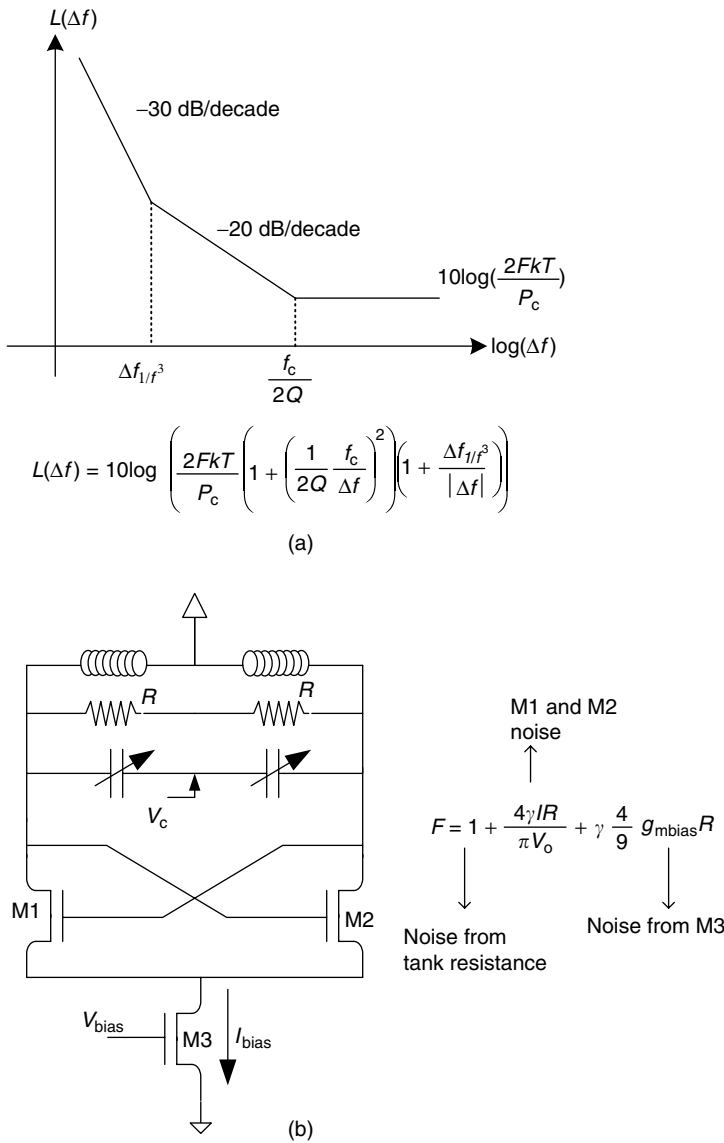 L(Δf)
−30 dB/decade
−20 dB/decade
10log(2FkT/P_c)
log(Δf)
Δf_{1/f³}
f_c/2Q
L(Δf) = 10log (2FkT/P_c (1 + (1/2Q f_c/Δf)²)(1 + Δf_{1/f³}/|Δf|))
(a)
R
R
V_c
M1
M2
V_bias
M3
I_bias
M1 and M2
noise
F = 1 + 4γIR/πV_o + γ 4/9 g_mbias R
Noise from
tank resistance
Noise from M3
(b)